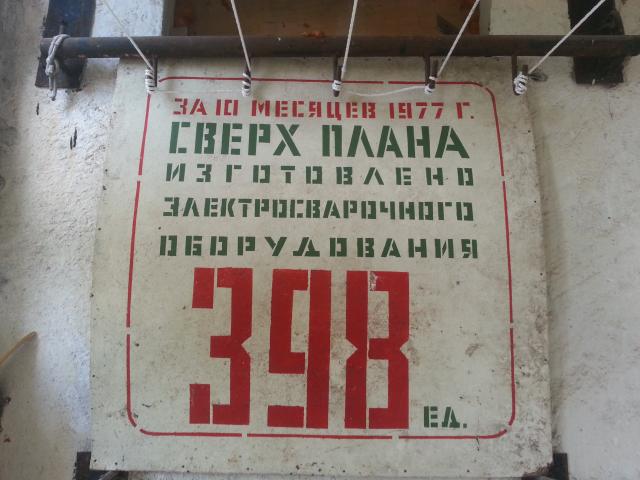 ЗА 10 МЕСЯЦЕВ 1977 Г.
СВЕРХ ПЛАНА
ИЗГОТОВЛЕНО
ЭЛЕКТРОСВАРОЧНОГО
ОБОРУДОВАНИЯ
398 ЕД.